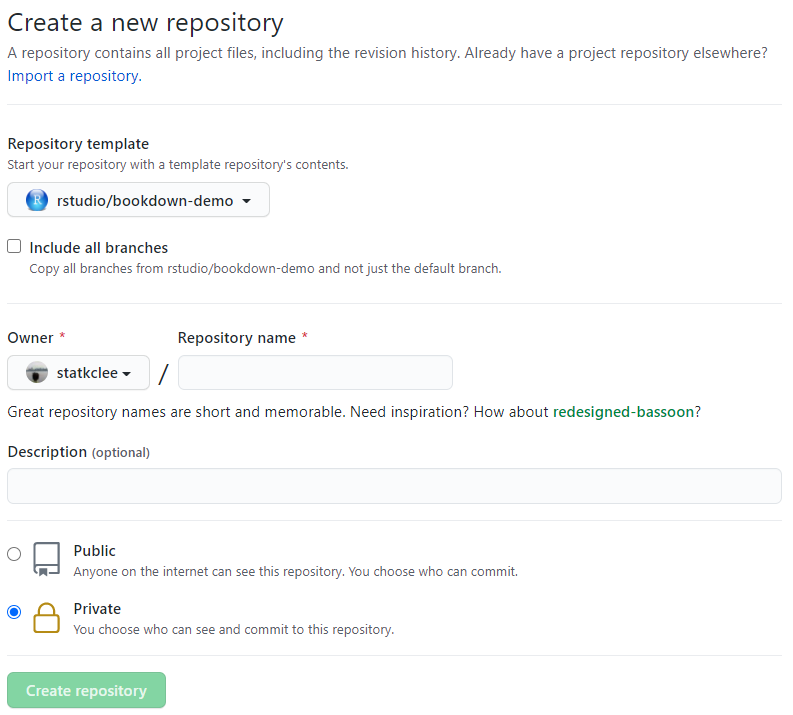 Create a new repository
A repository contains all project files, including the revision history. Already have a project repository elsewhere?
Import a repository.
Repository template
Start your repository with a template repository's contents.
R rstudio/bookdown-demo
Include all branches
Copy all branches from rstudio/bookdown-demo and not just the default branch.
Owner * Repository name *
statkclee /
Great repository names are short and memorable. Need inspiration? How about redesigned-bassoon?
Description (optional)
Public
Anyone on the internet can see this repository. You choose who can commit.
Private
You choose who can see and commit to this repository.
Create repository